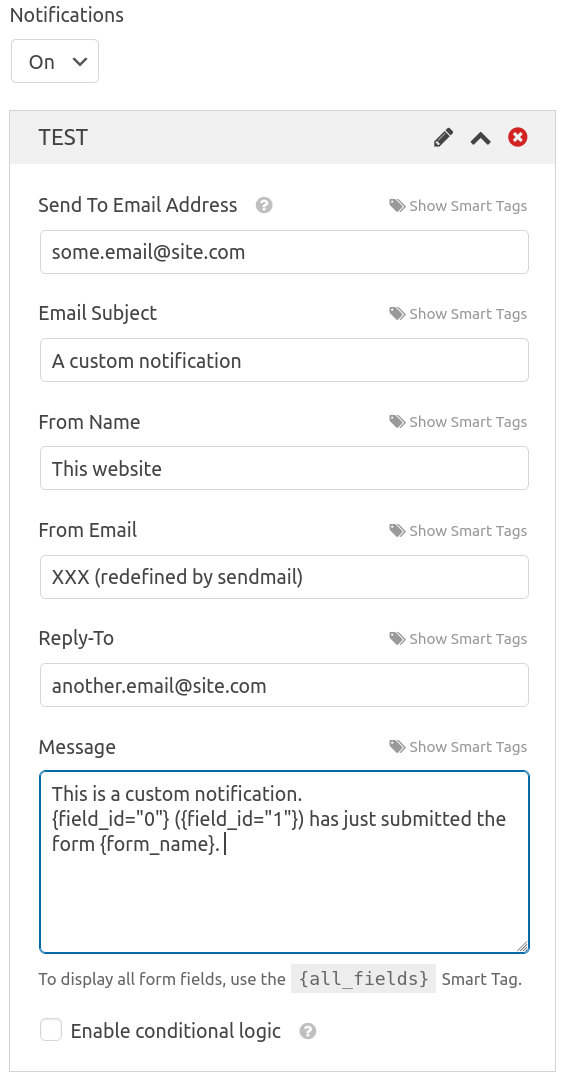 Notifications
On
TEST
Send To Email Address ? Show Smart Tags
some.email@site.com
Email Subject Show Smart Tags
A custom notification
From Name Show Smart Tags
This website
From Email Show Smart Tags
XXX (redefined by sendmail)
Reply-To Show Smart Tags
another.email@site.com
Message Show Smart Tags
This is a custom notification.
{field_id="0"} ({field_id="1"}) has just submitted the
form {form_name}.
To display all form fields, use the {all_fields} Smart Tag.
Enable conditional logic ?